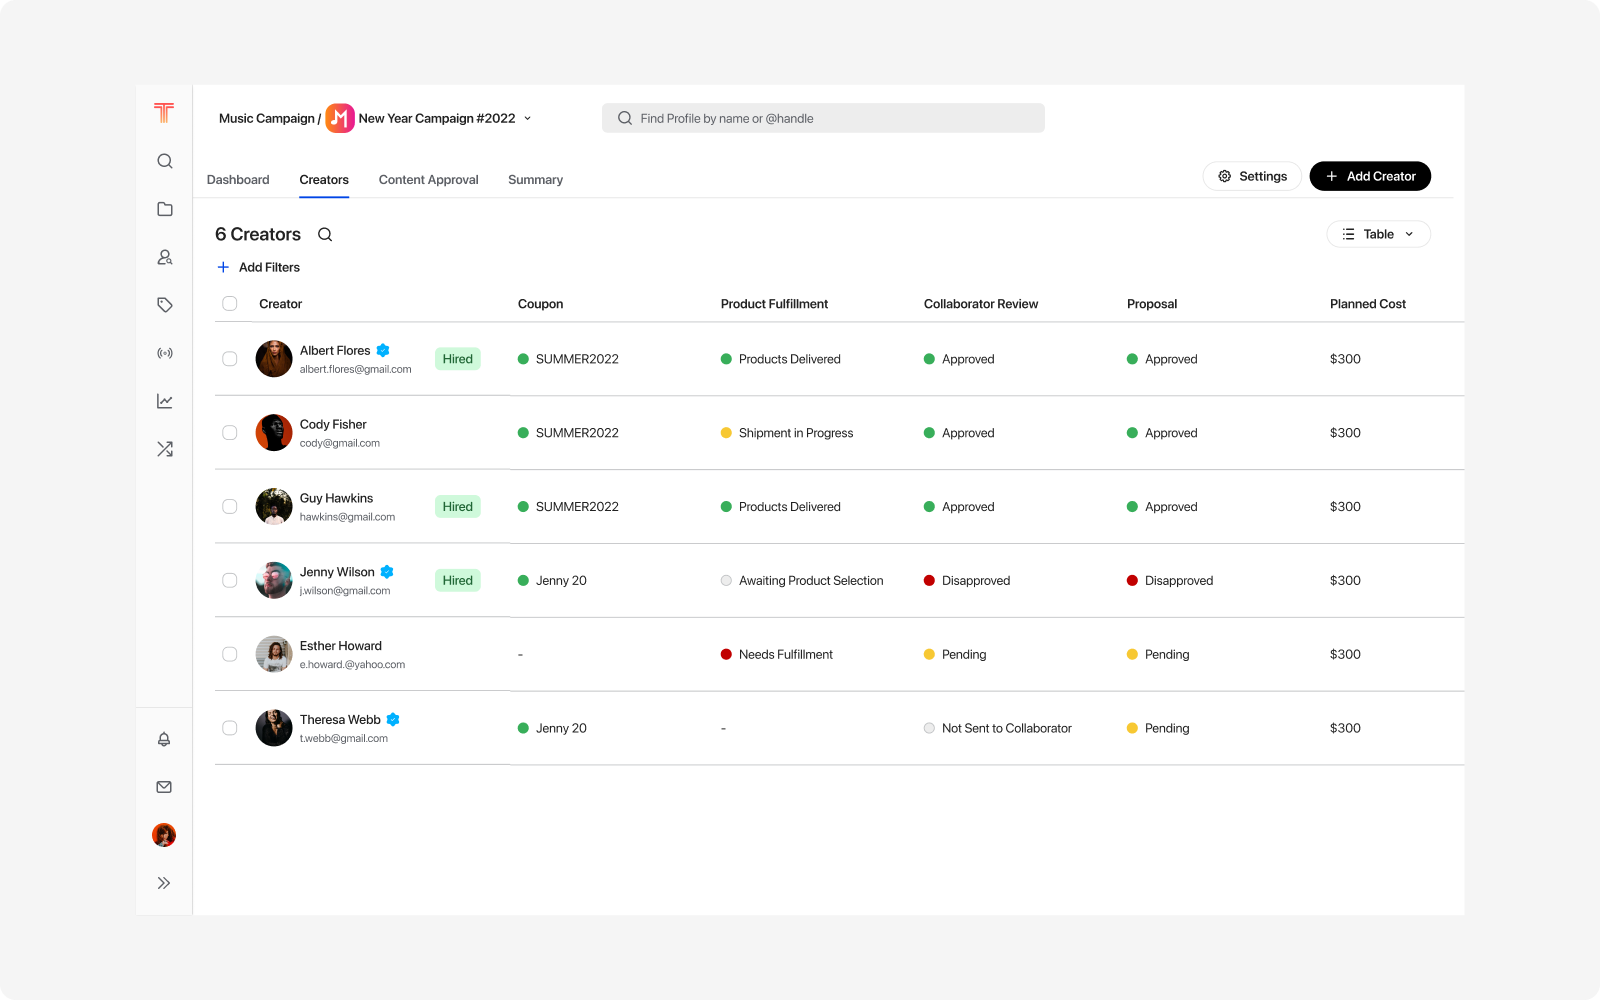 Music Campaign / New Year Campaign #2022
Find Profile by name or @handle
Dashboard Creators Content Approval Summary
Settings + Add Creator
6 Creators
Table
+ Add Filters
Creator Coupon Product Fulfillment Collaborator Review Proposal Planned Cost
Albert Flores
albert.flores@gmail.com
Hired SUMMER2022 Products Delivered Approved Approved $300
Cody Fisher
cody@gmail.com
SUMMER2022 Shipment in Progress Approved Approved $300
Guy Hawkins
hawkins@gmail.com
Hired SUMMER2022 Products Delivered Approved Approved $300
Jenny Wilson
j.wilson@gmail.com
Hired Jenny 20 Awaiting Product Selection Disapproved Disapproved $300
Esther Howard
e.howard.@yahoo.com
- Needs Fulfillment Pending Pending $300
Theresa Webb
t.webb@gmail.com
Jenny 20 - Not Sent to Collaborator Pending $300